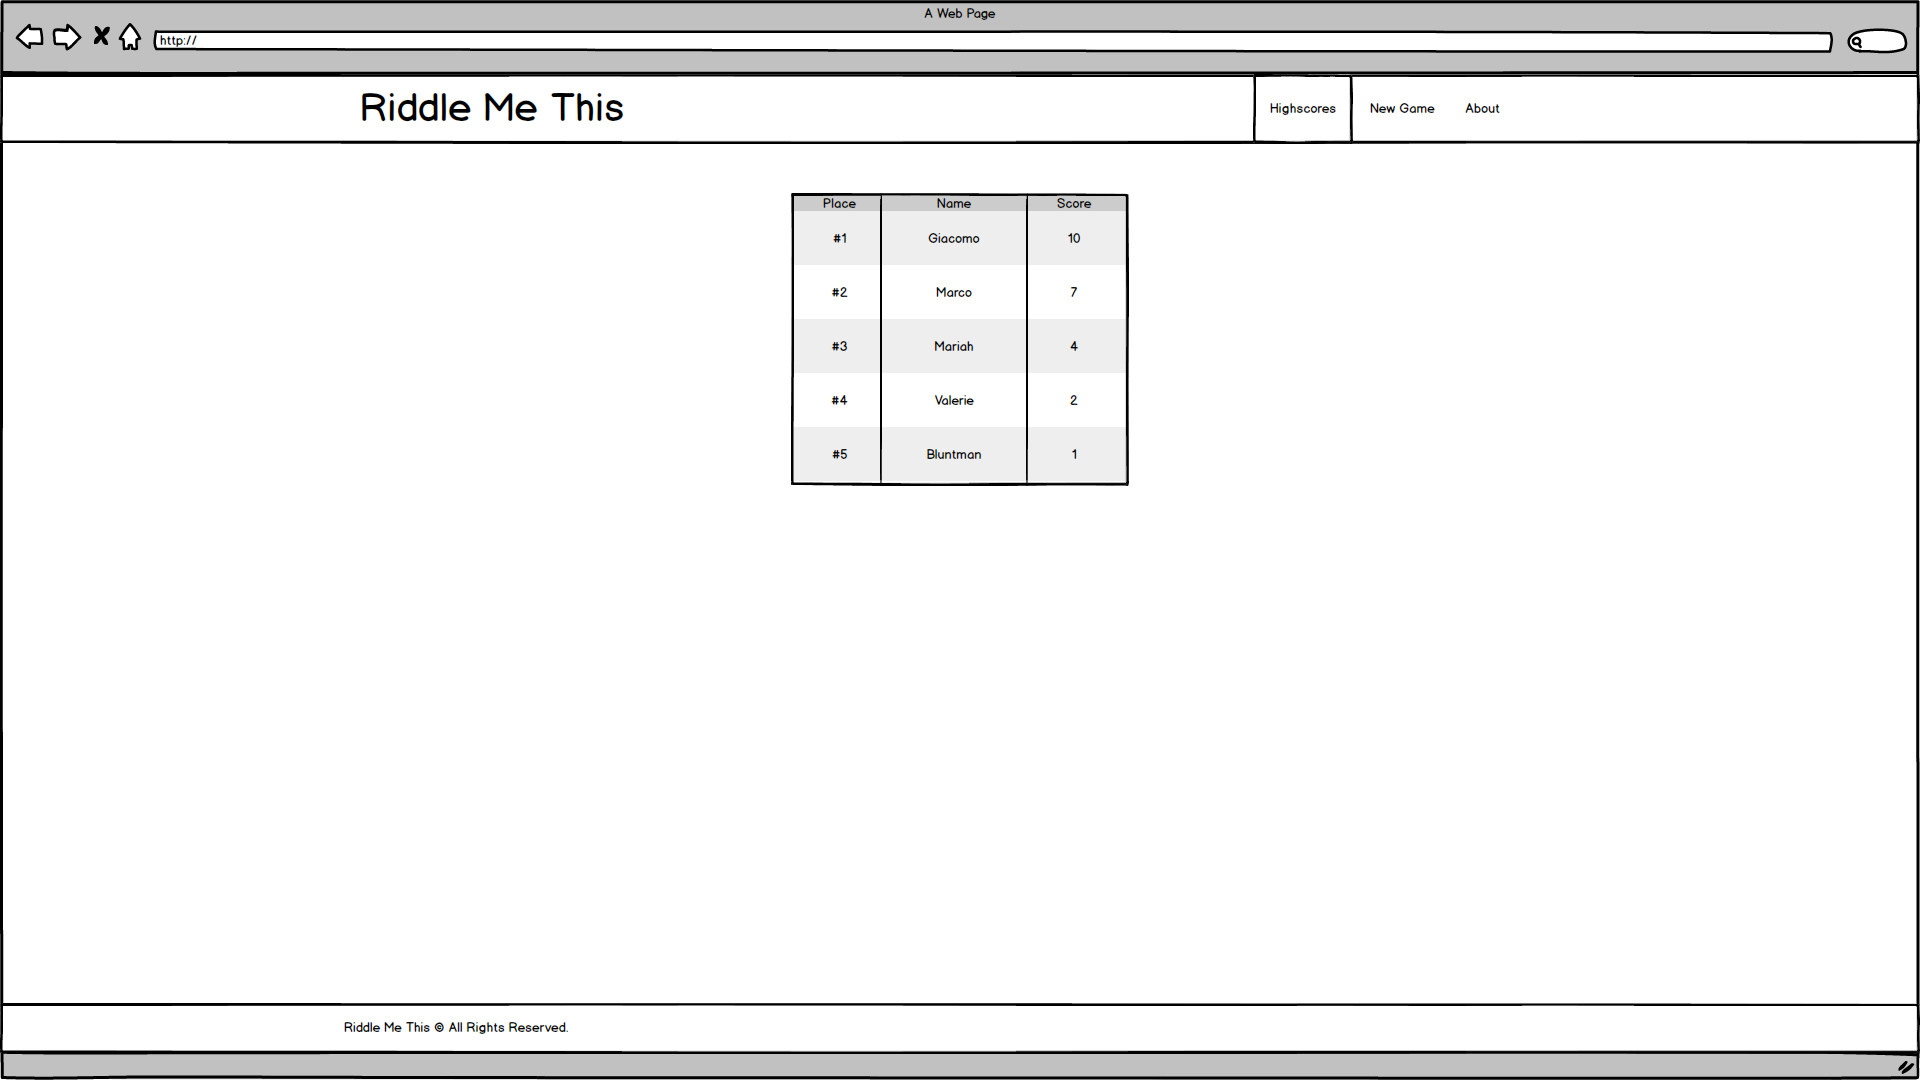 A Web Page
http://
Riddle Me This
Highscores New Game About
Place Name Score
#1 Giacomo 10
#2 Marco 7
#3 Mariah 4
#4 Valerie 2
#5 Bluntman 1
Riddle Me This © All Rights Reserved.